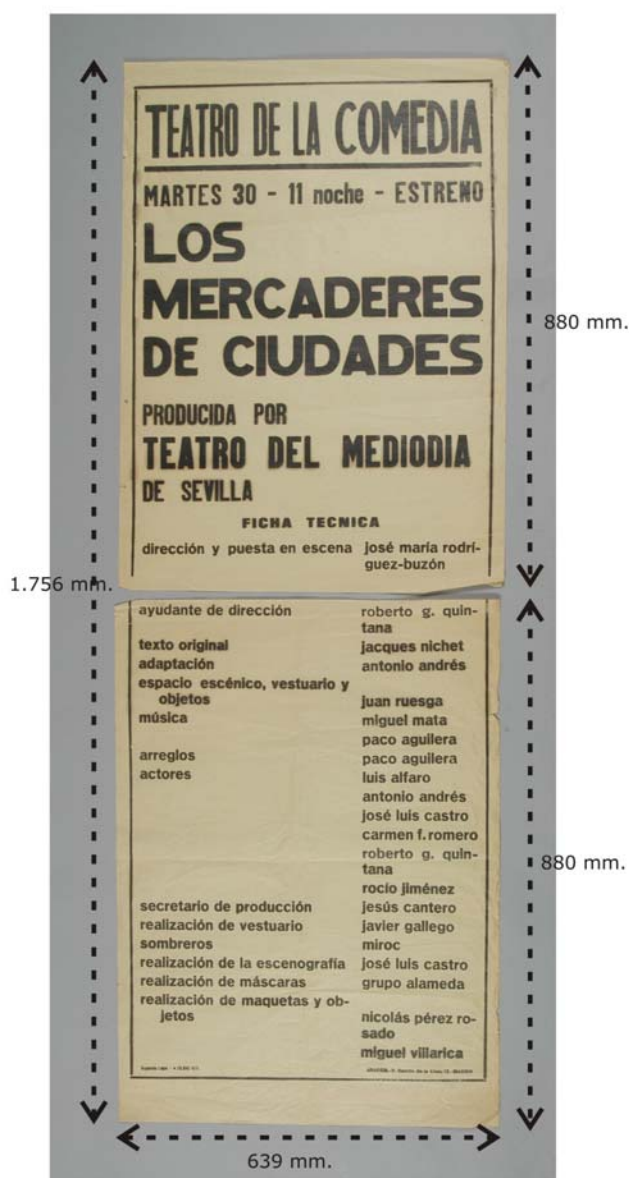 TEATRO DE LA COMEDIA
MARTES 30 - 11 noche - ESTRENO
LOS
MERCADERES
DE CIUDADES
PRODUCIDA POR
TEATRO DEL MEDIODIA
DE SEVILLA
FICHA TECNICA
dirección y puesta en escena josé maría rodrí-
guez-buzón
880 mm.
1.756 mm.
ayudante de dirección roberto g. quin-
tana
texto original jacques nichet
adaptación antonio andrés
espacio escénico, vestuario y
objetos juan ruesga
música miguel mata
paco aguilera
arreglos paco aguilera
actores luis alfaro
antonio andrés
josé luis castro
carmen f. romero
roberto g. quin-
tana
rocío jiménez
secretario de producción jesús cantero
realización de vestuario javier gallego
sombreros miroc
realización de la escenografía josé luis castro
realización de máscaras grupo alameda
realización de maquetas y ob-
jetos nicolás pérez ro-
sado
miguel villarica
880 mm.
639 mm.